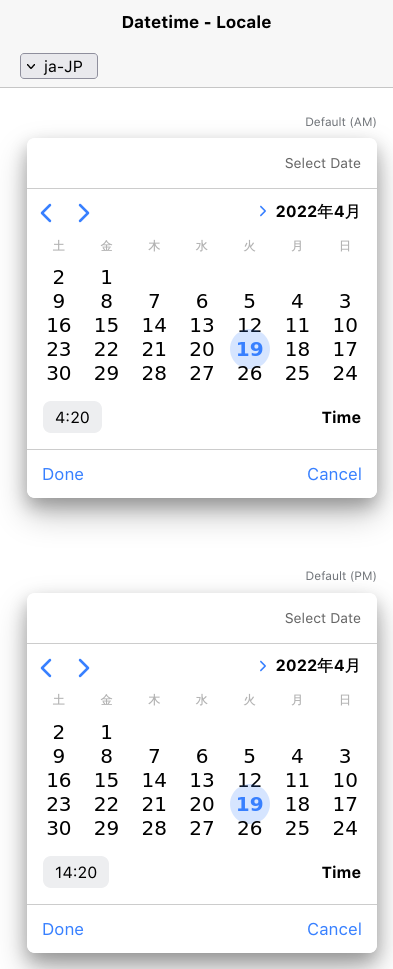 Datetime - Locale
ja-JP
Default (AM)
Select Date
2022年4月
土 金 木 水 火 月 日
2 1
9 8 7 6 5 4 3
16 15 14 13 12 11 10
23 22 21 20 19 18 17
30 29 28 27 26 25 24
4:20 Time
Done Cancel
Default (PM)
Select Date
2022年4月
土 金 木 水 火 月 日
2 1
9 8 7 6 5 4 3
16 15 14 13 12 11 10
23 22 21 20 19 18 17
30 29 28 27 26 25 24
14:20 Time
Done Cancel